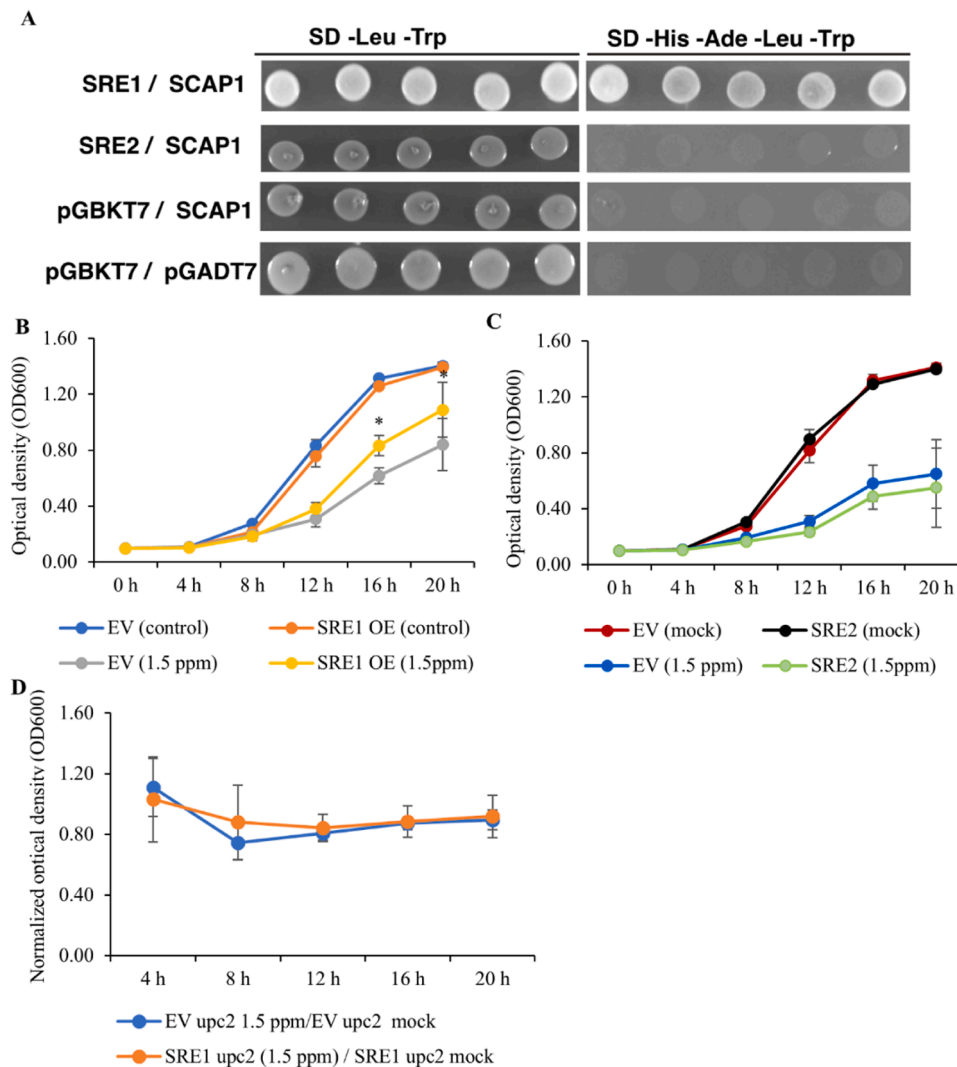 A
SD -Leu -Trp
SD -His -Ade -Leu -Trp
SRE1 / SCAP1
SRE2 / SCAP1
pGBKT7 / SCAP1
pGBKT7 / pGADT7
B
Optical density (OD600)
1.60
1.20
0.80
0.40
0.00
*
*
0 h 4 h 8 h 12 h 16 h 20 h
EV (control)
SRE1 OE (control)
EV (1.5 ppm)
SRE1 OE (1.5ppm)
C
Optical density (OD600)
1.60
1.20
0.80
0.40
0.00
0 h 4 h 8 h 12 h 16 h 20 h
EV (mock)
SRE2 (mock)
EV (1.5 ppm)
SRE2 (1.5ppm)
D
Normalized optical density (OD600)
1.60
1.20
0.80
0.40
0.00
4 h 8 h 12 h 16 h 20 h
EV upc2 1.5 ppm/EV upc2 mock
SRE1 upc2 (1.5 ppm) / SRE1 upc2 mock